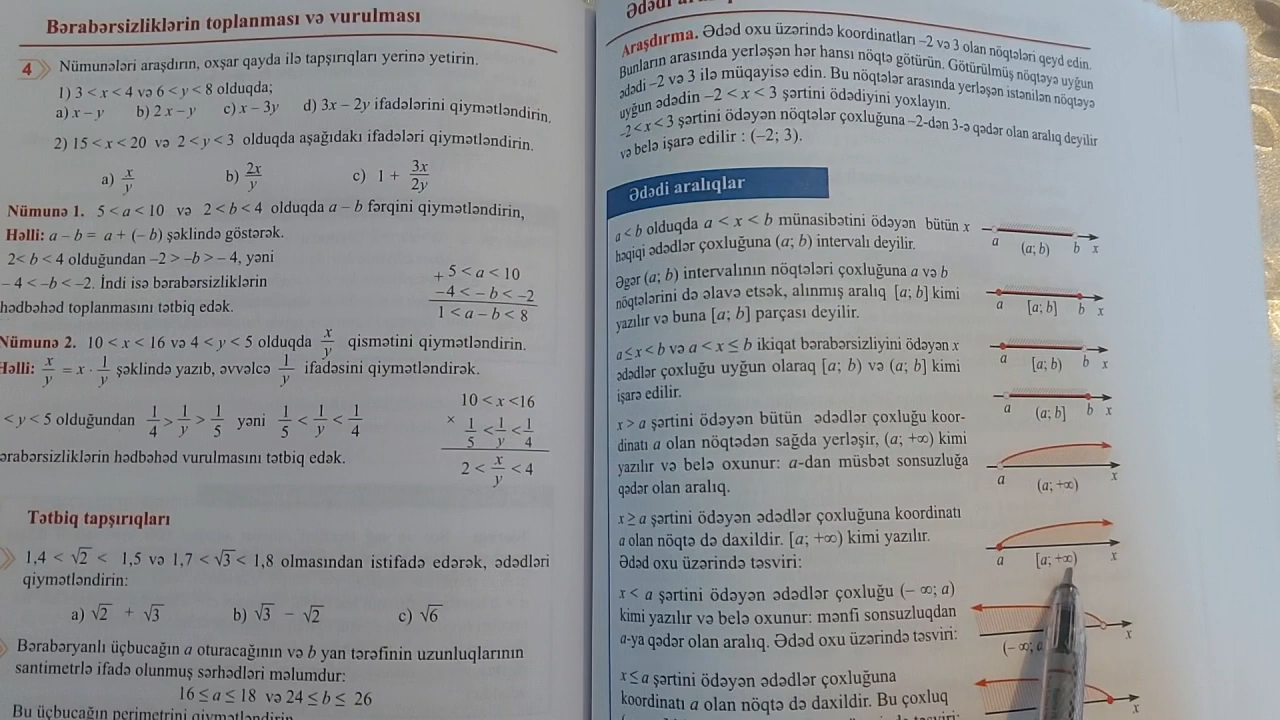 Bərabərsizliklərin toplanması və vurulması
4 Nümunələri araşdırın, oxşar qayda ilə tapşırıqları yerinə yetirin.
1) 3 < x < 4 və 6 < y < 8 olduqda;
a) x – y b) 2x – y c) x – 3y d) 3x – 2y ifadələrini qiymətləndirin.
2) 15 < x < 20 və 2 < y < 3 olduqda aşağıdakı ifadələri qiymətləndirin.
a) x/y b) 2x/y c) 1 + 3x/2y
Nümunə 1. 5 < a < 10 və 2 < b < 4 olduqda a – b fərqini qiymətləndirin,
Həlli: a – b = a + (– b) şəklində göstərək.
2 < b < 4 olduğundan –2 > –b > – 4, yəni
– 4 < –b < –2. İndi isə bərabərsizliklərin
hədbəhəd toplanmasını tətbiq edək.
+ 5 < a < 10
–4 < – b < –2
1 < a – b < 8
Nümunə 2. 10 < x < 16 və 4 < y < 5 olduqda x/y qismətini qiymətləndirin.
Həlli: x/y = x · 1/y şəklində yazıb, əvvəlcə 1/y ifadəsini qiymətləndirək.
< y < 5 olduğundan 1/4 > 1/y > 1/5 yəni 1/5 < 1/y < 1/4
ərabərsizliklərin hədbəhəd vurulmasını tətbiq edək.
10 < x < 16
× 1/5 < 1/y < 1/4
2 < x/y < 4
Tətbiq tapşırıqları
1,4 < √2 < 1,5 və 1,7 < √3 < 1,8 olmasından istifadə edərək, ədədləri
qiymətləndirin:
a) √2 + √3 b) √3 – √2 c) √6
Bərabəryanlı üçbucağın a oturacağının və b yan tərəfinin uzunluqlarının
santimetrlə ifadə olunmuş sərhədləri məlumdur:
16 ≤ a ≤ 18 və 24 ≤ b ≤ 26
Bu üçbucağın perimetrini qiymətləndirin
Araşdırma. Ədəd oxu üzərində koordinatları –2 və 3 olan nöqtələri qeyd edin.
Bunların arasında yerləşən hər hansı nöqtə götürün. Götürülmüş nöqtəyə uyğun
ədədi –2 və 3 ilə müqayisə edin. Bu nöqtələr arasında yerləşən istənilən nöqtəyə
uyğun ədədin –2 < x < 3 şərtini ödədiyini yoxlayın.
–2 < x < 3 şərtini ödəyən nöqtələr çoxluğuna –2-dən 3-ə qədər olan aralıq deyilir
və belə işarə edilir : (–2; 3).
Ədədi aralıqlar
a < b olduqda a < x < b münasibətini ödəyən bütün x
həqiqi ədədlər çoxluğuna (a; b) intervalı deyilir.
a (a; b) b x
Əgər (a; b) intervalının nöqtələri çoxluğuna a və b
nöqtələrini də əlavə etsək, alınmış aralıq [a; b] kimi
yazılır və buna [a; b] parçası deyilir.
a [a; b] b x
a ≤ x < b və a < x ≤ b ikiqat bərabərsizliyini ödəyən x
ədədlər çoxluğu uyğun olaraq [a; b) və (a; b] kimi
işarə edilir.
a [a; b) b x
a (a; b] b x
x > a şərtini ödəyən bütün ədədlər çoxluğu koor-
dinatı a olan nöqtədən sağda yerləşir, (a; +∞) kimi
yazılır və belə oxunur: a-dan müsbət sonsuzluğa
qədər olan aralıq.
a (a; +∞) x
x ≥ a şərtini ödəyən ədədlər çoxluğuna koordinatı
a olan nöqtə də daxildir. [a; +∞) kimi yazılır.
Ədəd oxu üzərində təsviri:
a [a; +∞) x
x < a şərtini ödəyən ədədlər çoxluğu (– ∞; a)
kimi yazılır və belə oxunur: mənfi sonsuzluqdan
a-ya qədər olan aralıq. Ədəd oxu üzərində təsviri:
(– ∞; a x
x ≤ a şərtini ödəyən ədədlər çoxluğuna
koordinatı a olan nöqtə də daxildir. Bu çoxluq
x